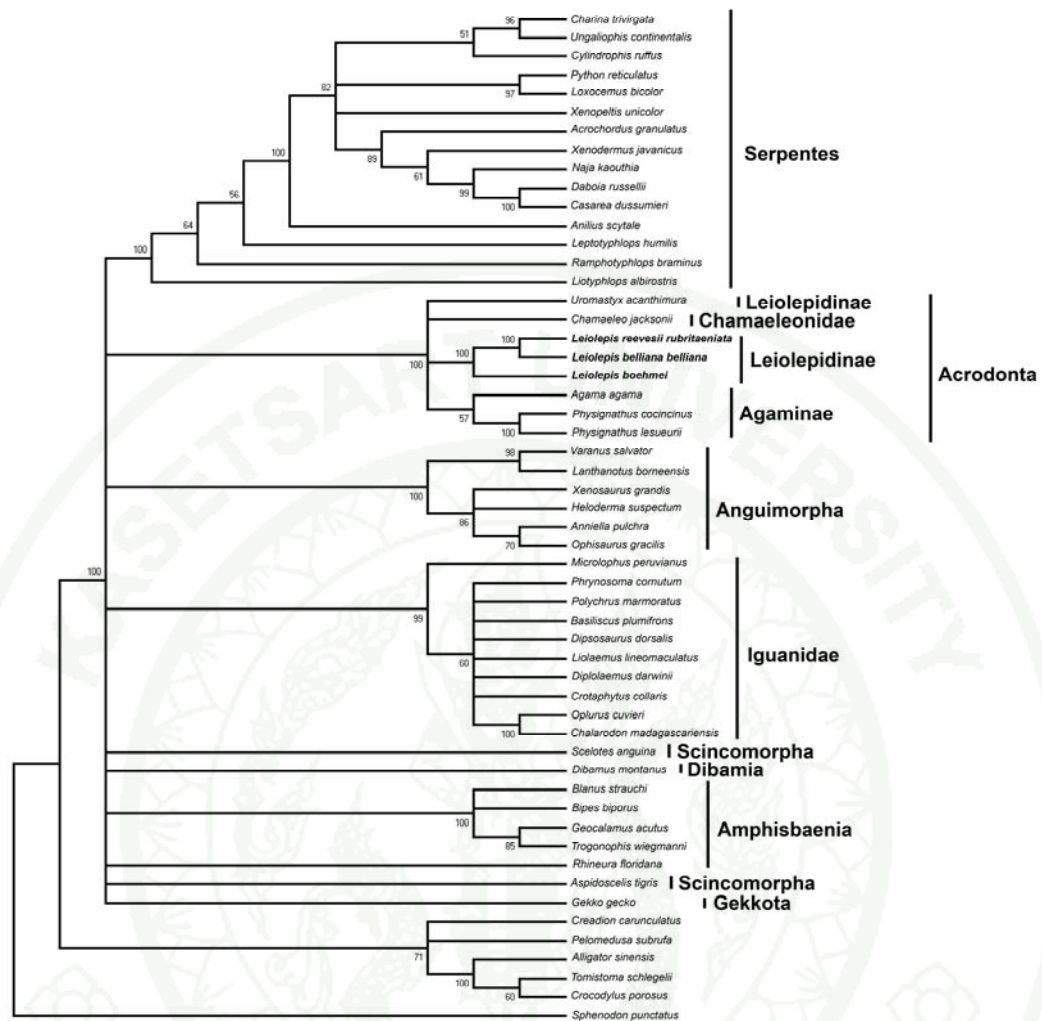 Charina trivirgata
96
Ungaliophis continentalis
51
Cylindrophis ruffus
Python reticulatus
82
97
Loxocemus bicolor
Xenopeltis unicolor
Acrochordus granulatus
89
Xenodermus javanicus
Serpentes
100
61
Naja kaouthia
99
Daboia russellii
56
100
Casarea dussumieri
Anilius scytale
64
Leptotyphlops humilis
100
Ramphotyphlops braminus
Liotyphlops albirostris
Uromastyx acanthimura
Leiolepidinae
Chamaeleo jacksonii
Chamaeleonidae
100
Leiolepis reevesii rubritaeniata
100
100
Leiolepis belliana belliana
Leiolepidinae
Leiolepis boehmei
Acrodonta
Agama agama
57
Physignathus cocincinus
Agaminae
100
Physignathus lesueurii
98
Varanus salvator
Lanthanotus borneensis
100
Xenosaurus grandis
86
Heloderma suspectum
Anguimorpha
Anniella pulchra
70
Ophisaurus gracilis
100
Microlophus peruvianus
Phrynosoma cornutum
Polychrus marmoratus
99
Basiliscus plumifrons
Dipsosaurus dorsalis
Iguanidae
60
Liolaemus lineomaculatus
Diplolaemus darwinii
Crotaphytus collaris
Oplurus cuvieri
100
Chalarodon madagascariensis
Scelotes anguina
Scincomorpha
Dibamus montanus
Dibamia
Blanus strauchi
100
Bipes biporus
Amphisbaenia
Geocalamus acutus
85
Trogonophis wiegmanni
Rhineura floridana
Aspidoscelis tigris
Scincomorpha
Gekko gecko
Gekkota
Creadion carunculatus
71
Pelomedusa subrufa
Alligator sinensis
100
Tomistoma schlegelii
60
Crocodylus porosus
Sphenodon punctatus
KASETSART UNIVERSITY